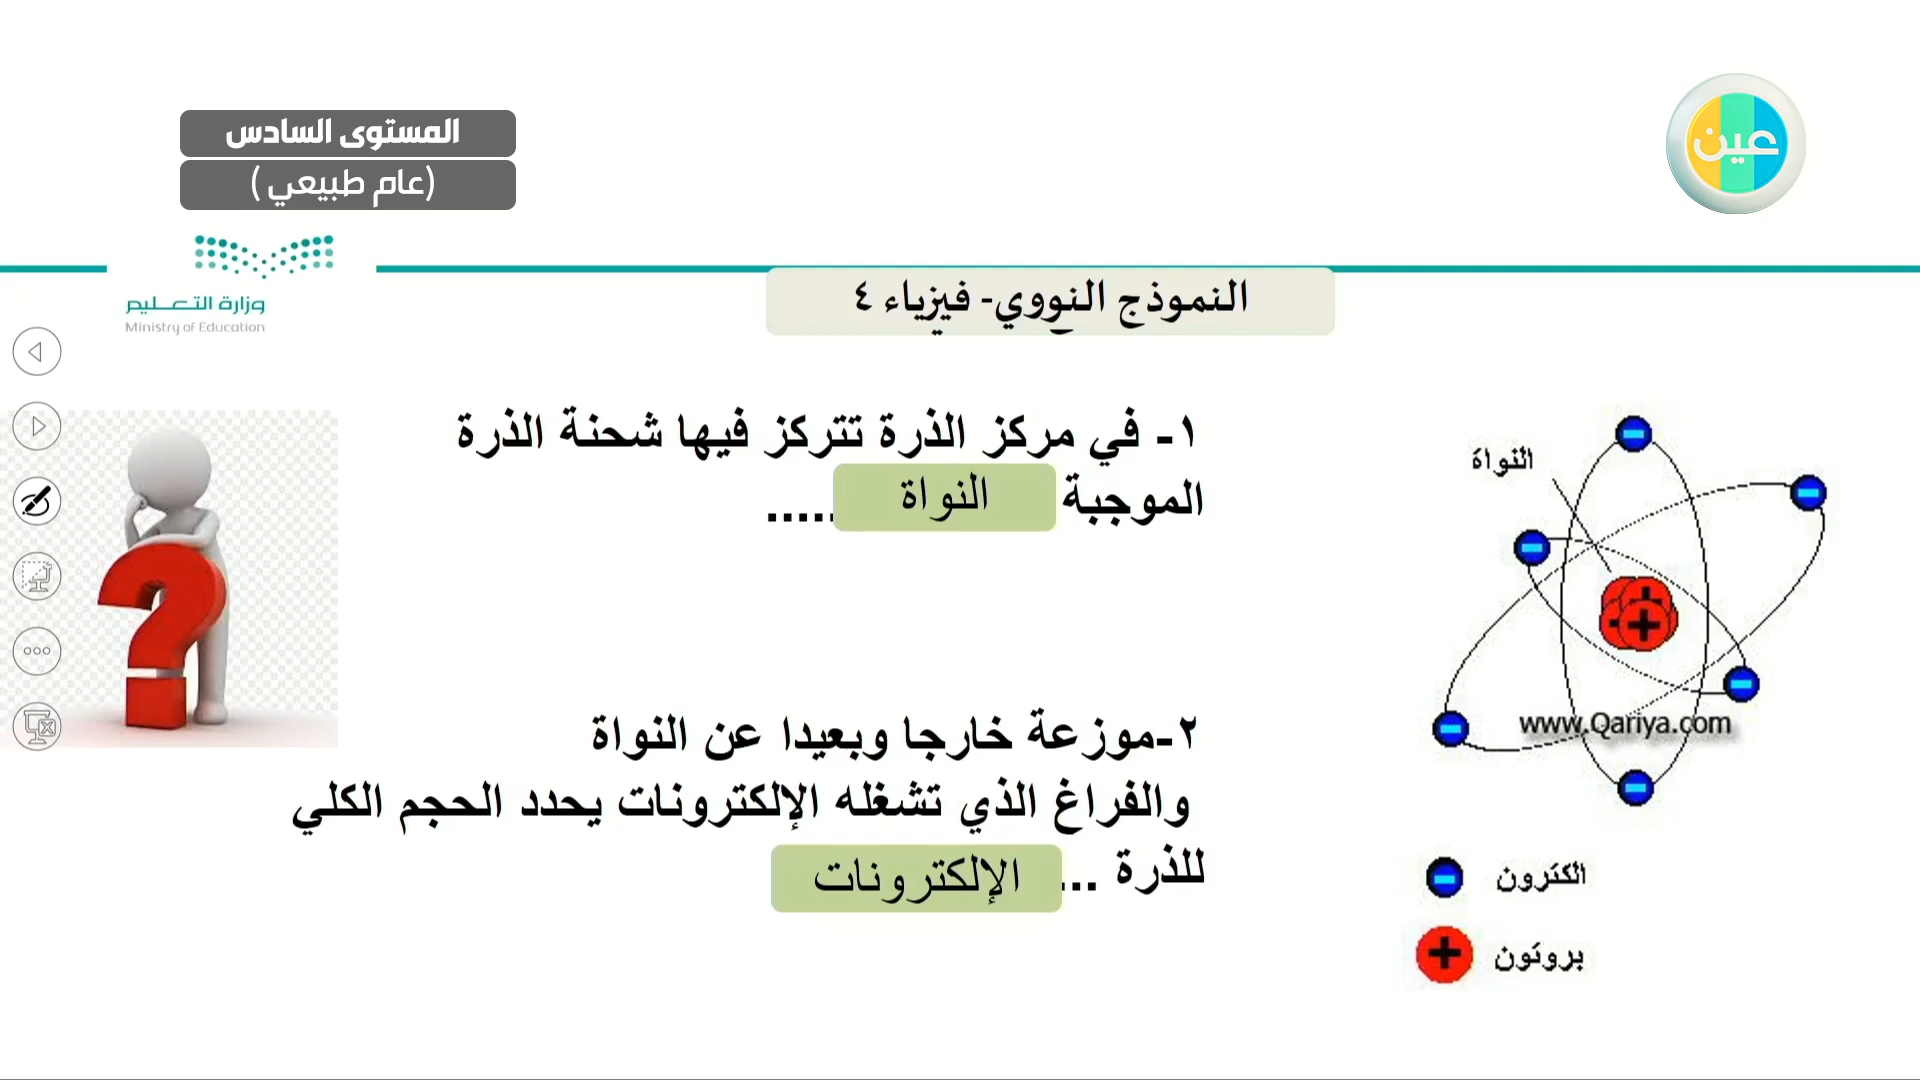 المستوى السادس
(عام طبيعي)
عين
وزارة التعليم
Ministry of Education
النموذج النووي- فيزياء ٤
١- في مركز الذرة تتركز فيها شحنة الذرة
الموجبة النواة .....
النواة
٢-موزعة خارجا وبعيدا عن النواة
www.Qariya.com
والفراغ الذي تشغله الإلكترونات يحدد الحجم الكلي
للذرة ... الإلكترونات
الكترون
بروتون